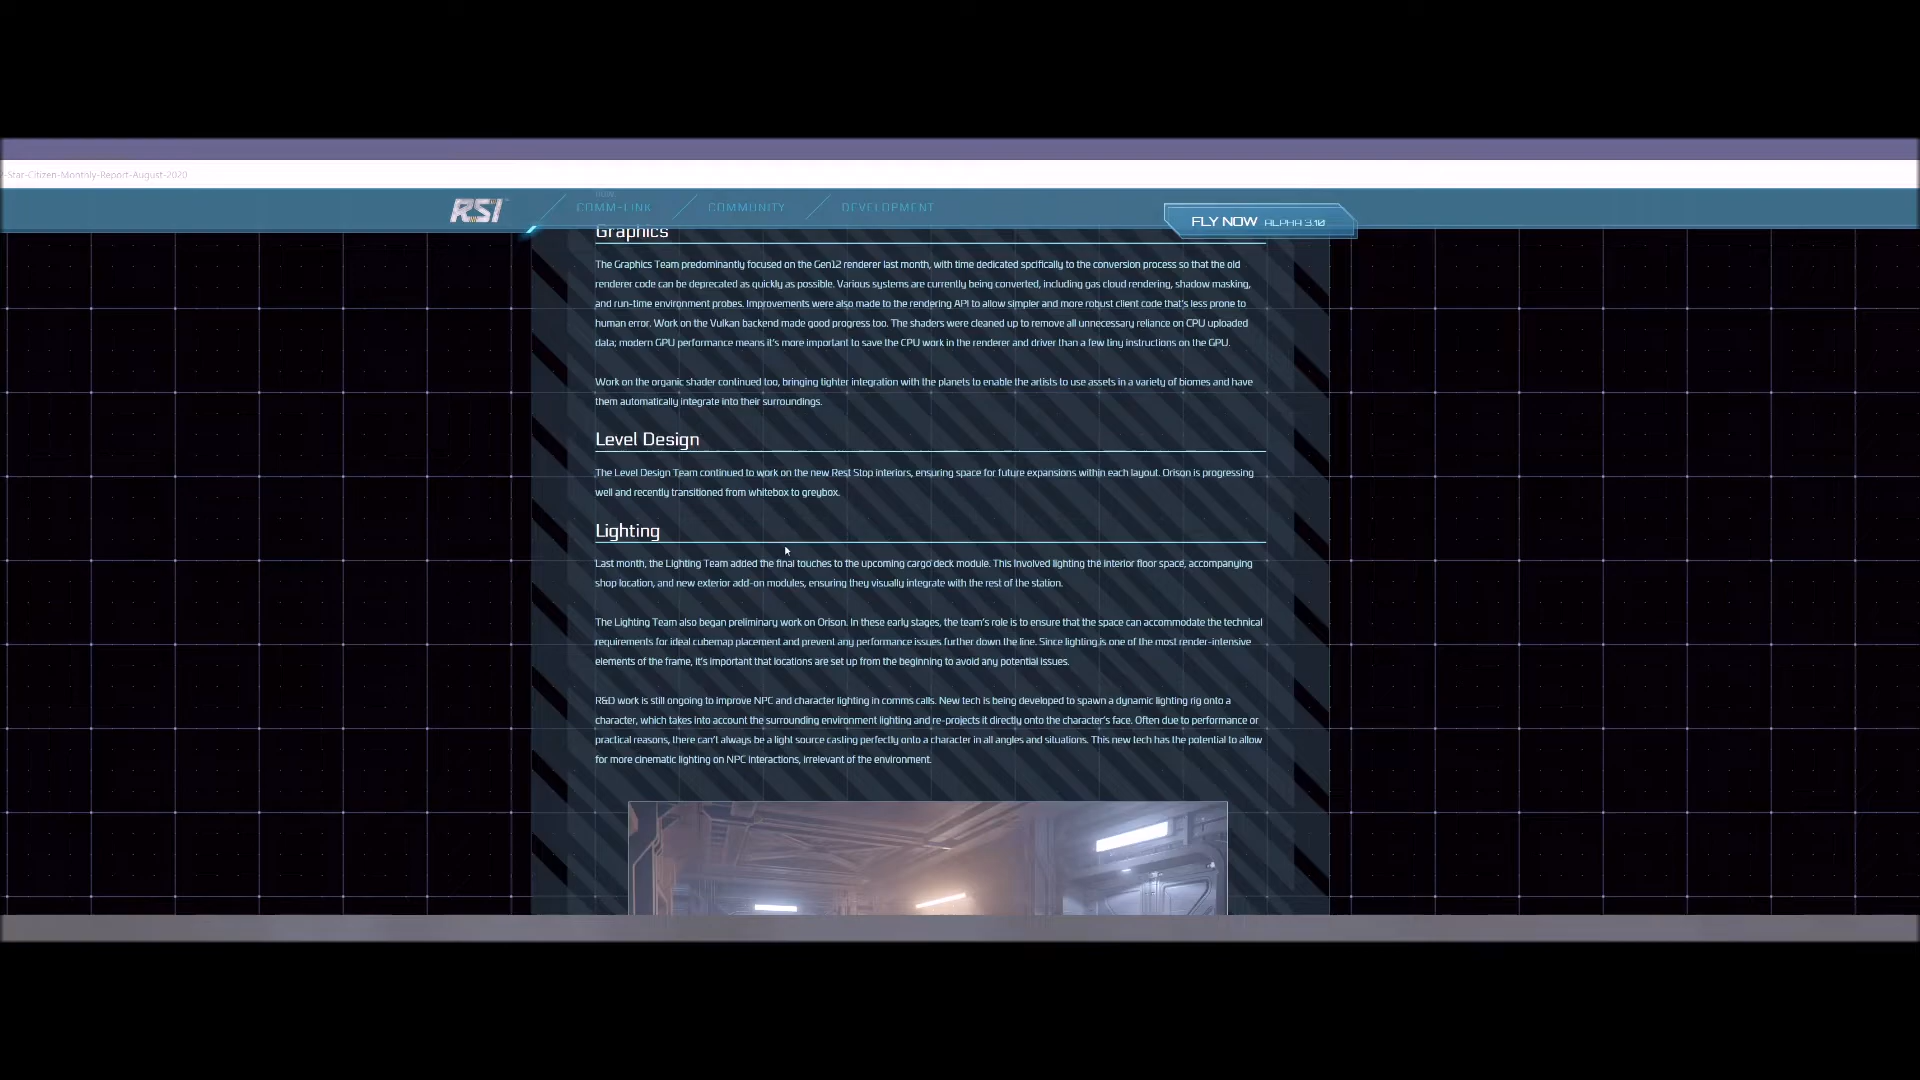 -Star-Citizen-Monthly-Report-August-2020
RSI
COMM-LINK
COMMUNITY
DEVELOPMENT
FLY NOW ALPHA 3.10
Graphics
The Graphics Team predominantly focused on the Gen12 renderer last month, with time dedicated spcifically to the conversion process so that the old
renderer code can be deprecated as quickly as possible. Various systems are currently being converted, including gas cloud rendering, shadow masking,
and run-time environment probes. Improvements were also made to the rendering API to allow simpler and more robust client code that's less prone to
human error. Work on the Vulkan backend made good progress too. The shaders were cleaned up to remove all unnecessary reliance on CPU uploaded
data; modern GPU performance means it's more important to save the CPU work in the renderer and driver than a few tiny instructions on the GPU.
Work on the organic shader continued too, bringing tighter integration with the planets to enable the artists to use assets in a variety of biomes and have
them automatically integrate into their surroundings.
Level Design
The Level Design Team continued to work on the new Rest Stop interiors, ensuring space for future expansions within each layout. Orison is progressing
well and recently transitioned from whitebox to greybox.
Lighting
Last month, the Lighting Team added the final touches to the upcoming cargo deck module. This involved lighting the interior floor space, accompanying
shop location, and new exterior add-on modules, ensuring they visually integrate with the rest of the station.
The Lighting Team also began preliminary work on Orison. In these early stages, the team's role is to ensure that the space can accommodate the technical
requirements for ideal cubemap placement and prevent any performance issues further down the line. Since lighting is one of the most render-intensive
elements of the frame, it's important that locations are set up from the beginning to avoid any potential issues.
R&D work is still ongoing to improve NPC and character lighting in comms calls. New tech is being developed to spawn a dynamic lighting rig onto a
character, which takes into account the surrounding environment lighting and re-projects it directly onto the character's face. Often due to performance or
practical reasons, there can't always be a light source casting perfectly onto a character in all angles and situations. This new tech has the potential to allow
for more cinematic lighting on NPC interactions, irrelevant of the environment.